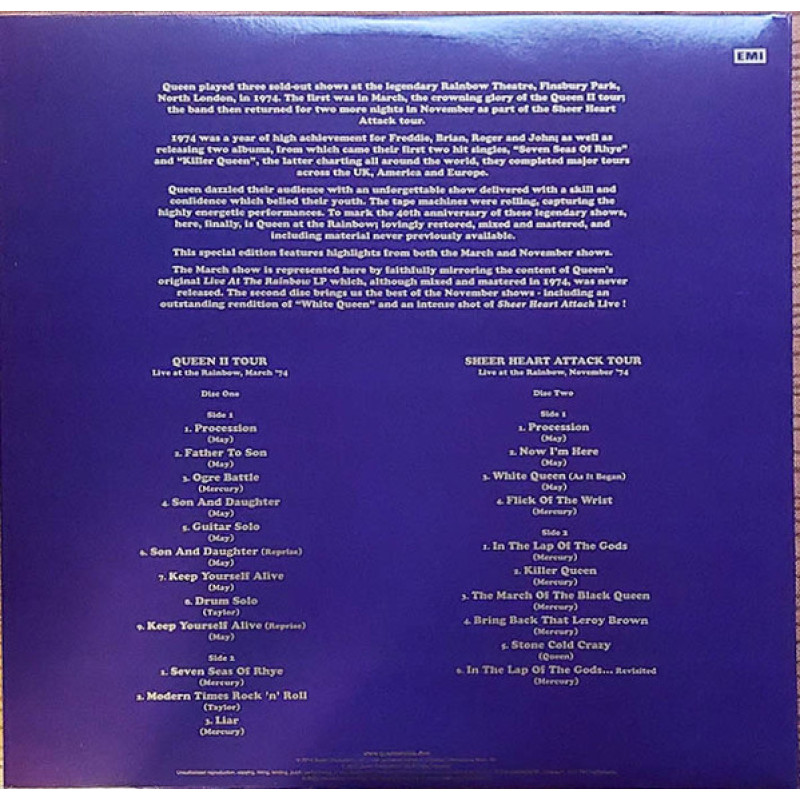 EMI
Queen played three sold-out shows at the legendary Rainbow Theatre, Finsbury Park,
North London, in 1974. The first was in March, the crowning glory of the Queen II tour;
the band then returned for two more nights in November as part of the Sheer Heart
Attack tour.
1974 was a year of high achievement for Freddie, Brian, Roger and John; as well as
releasing two albums, from which came their first two hit singles, “Seven Seas Of Rhye”
and “Killer Queen”, the latter charting all around the world, they completed major tours
across the UK, America and Europe.
Queen dazzled their audience with an unforgettable show delivered with a skill and
confidence which belied their youth. The tape machines were rolling, capturing the
highly energetic performances. To mark the 40th anniversary of these legendary shows,
here, finally, is Queen at the Rainbow; lovingly restored, mixed and mastered, and
including material never previously available.
This special edition features highlights from both the March and November shows.
The March show is represented here by faithfully mirroring the content of Queen's
original Live At The Rainbow LP which, although mixed and mastered in 1974, was never
released. The second disc brings us the best of the November shows - including an
outstanding rendition of “White Queen” and an intense shot of Sheer Heart Attack Live !
QUEEN II TOUR
Live at the Rainbow, March '74
Disc One
Side 1
1. Procession
(May)
2. Father To Son
(May)
3. Ogre Battle
(Mercury)
4. Son And Daughter
(May)
5. Guitar Solo
(May)
6. Son And Daughter (Reprise)
(May)
7. Keep Yourself Alive
(May)
8. Drum Solo
(Taylor)
9. Keep Yourself Alive (Reprise)
(May)
Side 2
1. Seven Seas Of Rhye
(Mercury)
2. Modern Times Rock 'n' Roll
(Taylor)
3. Liar
(Mercury)
SHEER HEART ATTACK TOUR
Live at the Rainbow, November '74
Disc Two
Side 1
1. Procession
(May)
2. Now I'm Here
(May)
3. White Queen (As It Began)
(May)
4. Flick Of The Wrist
(Mercury)
Side 2
1. In The Lap Of The Gods
(Mercury)
2. Killer Queen
(Mercury)
3. The March Of The Black Queen
(Mercury)
4. Bring Back That Leroy Brown
(Mercury)
5. Stone Cold Crazy
(Queen)
6. In The Lap Of The Gods... Revisited
(Mercury)
Unauthorized reproduction, copying, hiring, lending,